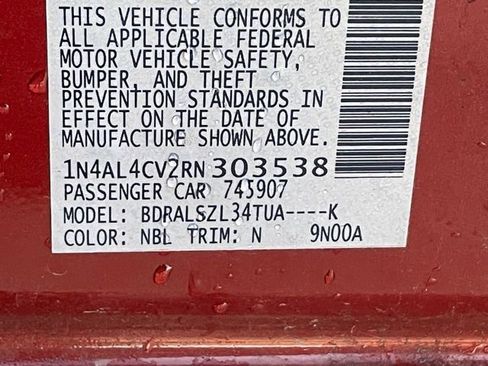 THIS VEHICLE CONFORMS TO
ALL APPLICABLE FEDERAL
MOTOR VEHICLE SAFETY,
BUMPER, AND THEFT
PREVENTION STANDARDS IN
EFFECT ON THE DATE OF
MANUFACTURE SHOWN ABOVE.
1N4AL4CV2RN 303538
PASSENGER CAR 745907
MODEL: BDRALSZL34TUA----K
COLOR: NBL TRIM: N 9N00A